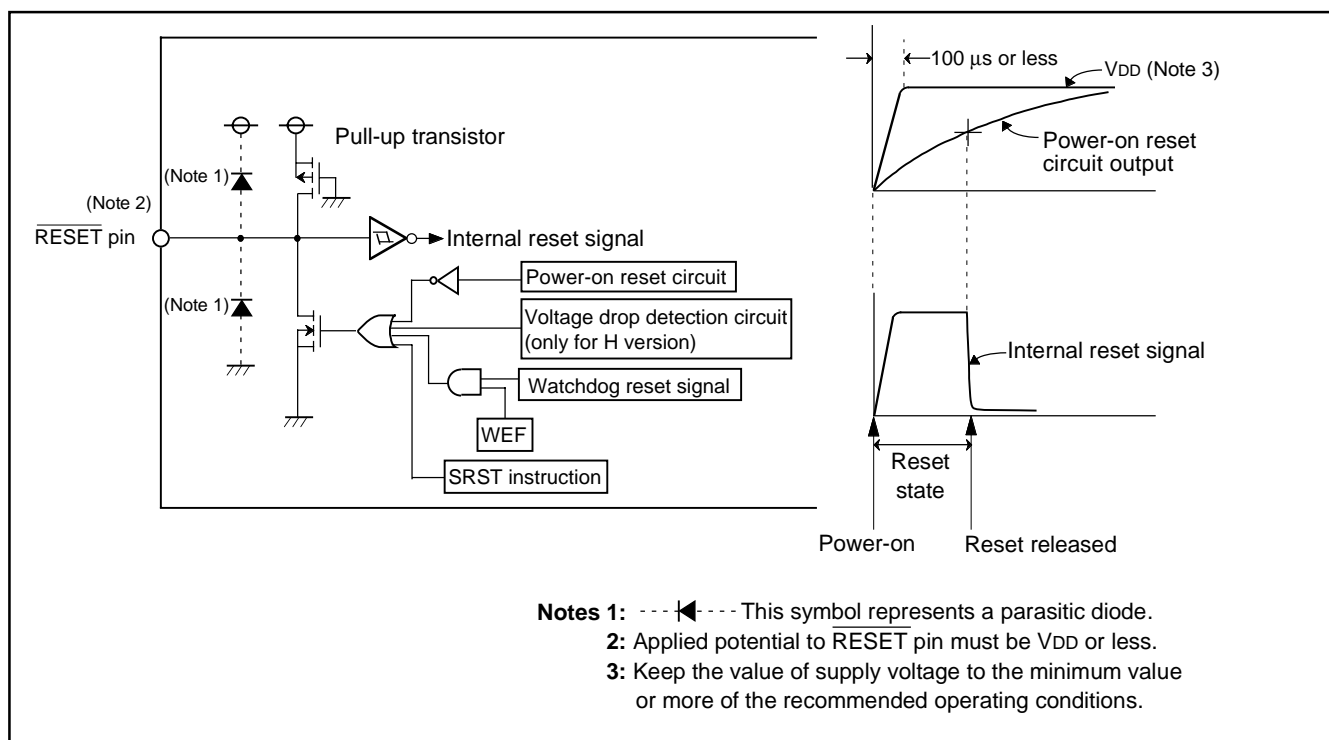 Pull-up transistor
(Note 1)
(Note 2)
RESET pin
Internal reset signal
Power-on reset circuit
(Note 1)
Voltage drop detection circuit
(only for H version)
Watchdog reset signal
WEF
SRST instruction
100 μs or less
VDD (Note 3)
Power-on reset
circuit output
Internal reset signal
Reset
state
Power-on
Reset released
Notes 1: This symbol represents a parasitic diode.
2: Applied potential to RESET pin must be VDD or less.
3: Keep the value of supply voltage to the minimum value
or more of the recommended operating conditions.